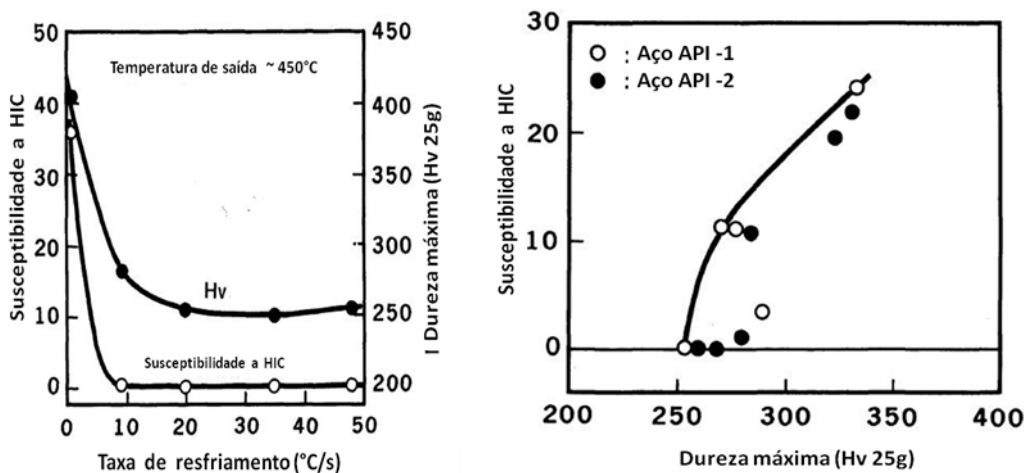 50
40
30
20
10
0
Susceptibilidade a HIC
Temperatura de saída ~ 450°C
Hv
Susceptibilidade a HIC
450
400
350
300
250
200
I Dureza máxima (Hv 25g)
0 10 20 30 40 50
Taxa de resfriamento (°C/s)
30
20
10
0
Susceptibilidade a HIC
: Aço API -1
: Aço API -2
200 250 300 350 400
Dureza máxima (Hv 25g)